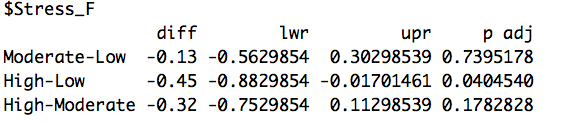 $Stress_F
diff lwr upr p adj
Moderate-Low -0.13 -0.5629854 0.30298539 0.7395178
High-Low -0.45 -0.8829854 -0.01701461 0.0404540
High-Moderate -0.32 -0.7529854 0.11298539 0.1782828